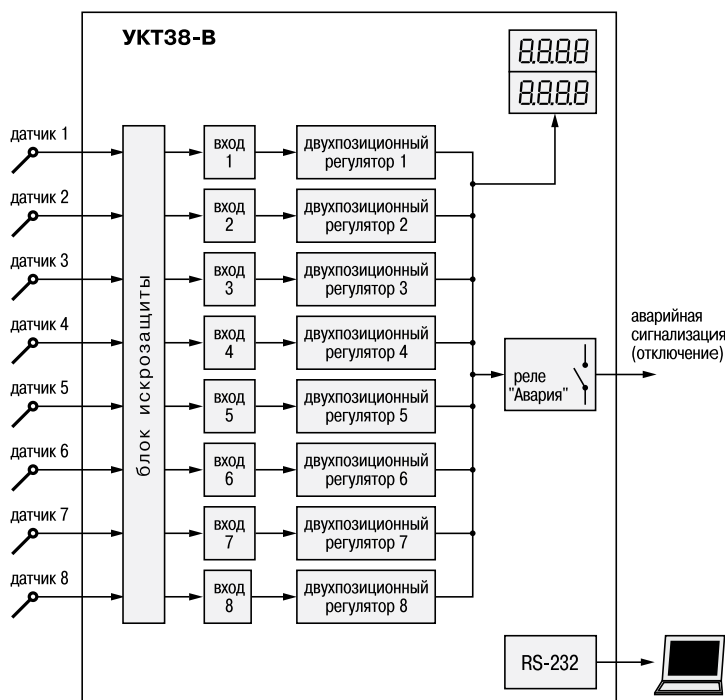 УКТ38-В
8.8.8.8
8.8.8.8
датчик 1
датчик 2
датчик 3
датчик 4
датчик 5
датчик 6
датчик 7
датчик 8
блок искрозащиты
вход
1
двухпозиционный
регулятор 1
вход
2
двухпозиционный
регулятор 2
вход
3
двухпозиционный
регулятор 3
вход
4
двухпозиционный
регулятор 4
вход
5
двухпозиционный
регулятор 5
вход
6
двухпозиционный
регулятор 6
вход
7
двухпозиционный
регулятор 7
вход
8
двухпозиционный
регулятор 8
реле
"Авария"
аварийная
сигнализация
(отключение)
RS-232